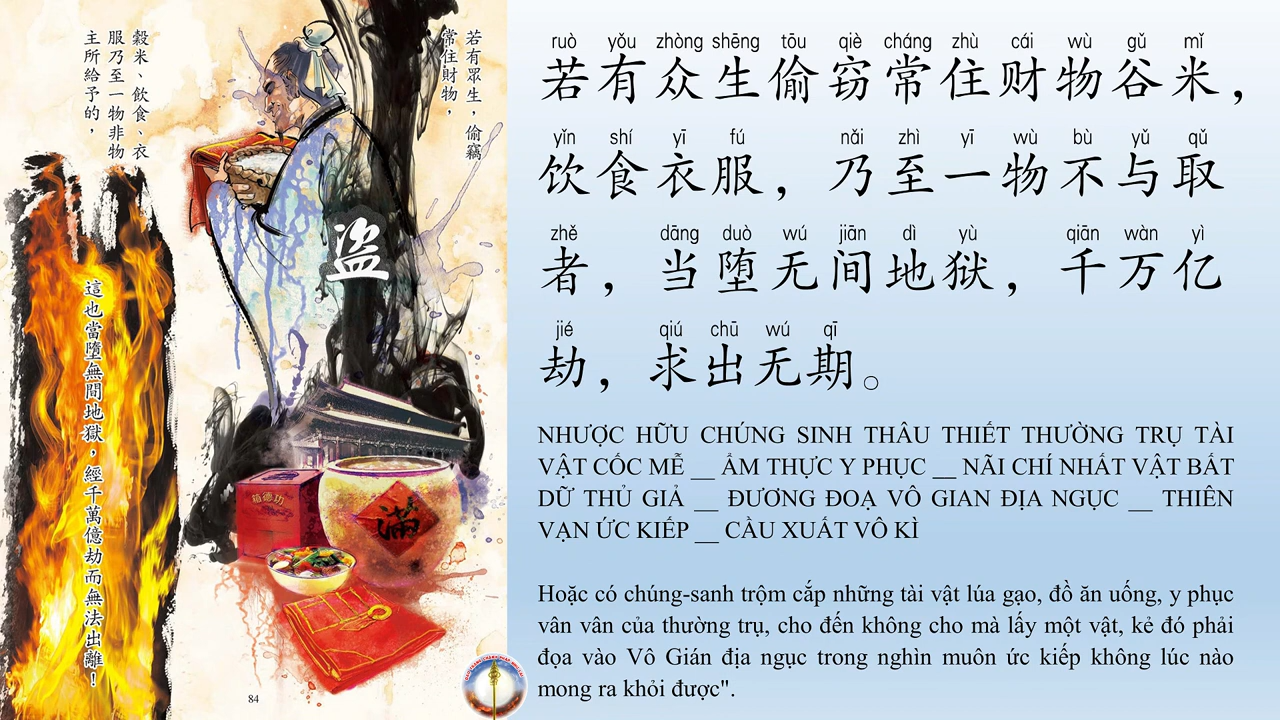 若有眾生，偷竊
常住財物，
穀米、飲食、衣
服乃至一物非物
主所給予的，
盜
這也當墮無間地獄，經千萬億劫而無法出離！
箱德功
滿
84
ruò yǒu zhòng shēng tōu qiè cháng zhù cái wù gǔ mǐ
若有众生偷窃常住财物谷米，
yǐn shí yī fú nǎi zhì yī wù bù yǔ qǔ
饮食衣服，乃至一物不与取
zhě dāng duò wú jiān dì yù qiān wàn yì
者，当堕无间地狱，千万亿
jié qiú chū wú qī
劫，求出无期。
NHƯỢC HỮU CHÚNG SINH THÂU THIẾT THƯỜNG TRỤ TÀI
VẬT CỐC MỄ __ ẨM THỰC Y PHỤC __ NÃI CHÍ NHẤT VẬT BẤT
DỮ THỦ GIẢ __ ĐƯƠNG ĐOẠ VÔ GIAN ĐỊA NGỤC __ THIÊN
VẠN ỨC KIẾP __ CẦU XUẤT VÔ KÌ
Hoặc có chúng-sanh trộm cắp những tài vật lúa gạo, đồ ăn uống, y phục
vân vân của thường trụ, cho đến không cho mà lấy một vật, kẻ đó phải
đọa vào Vô Gián địa ngục trong nghìn muôn ức kiếp không lúc nào
mong ra khỏi được".